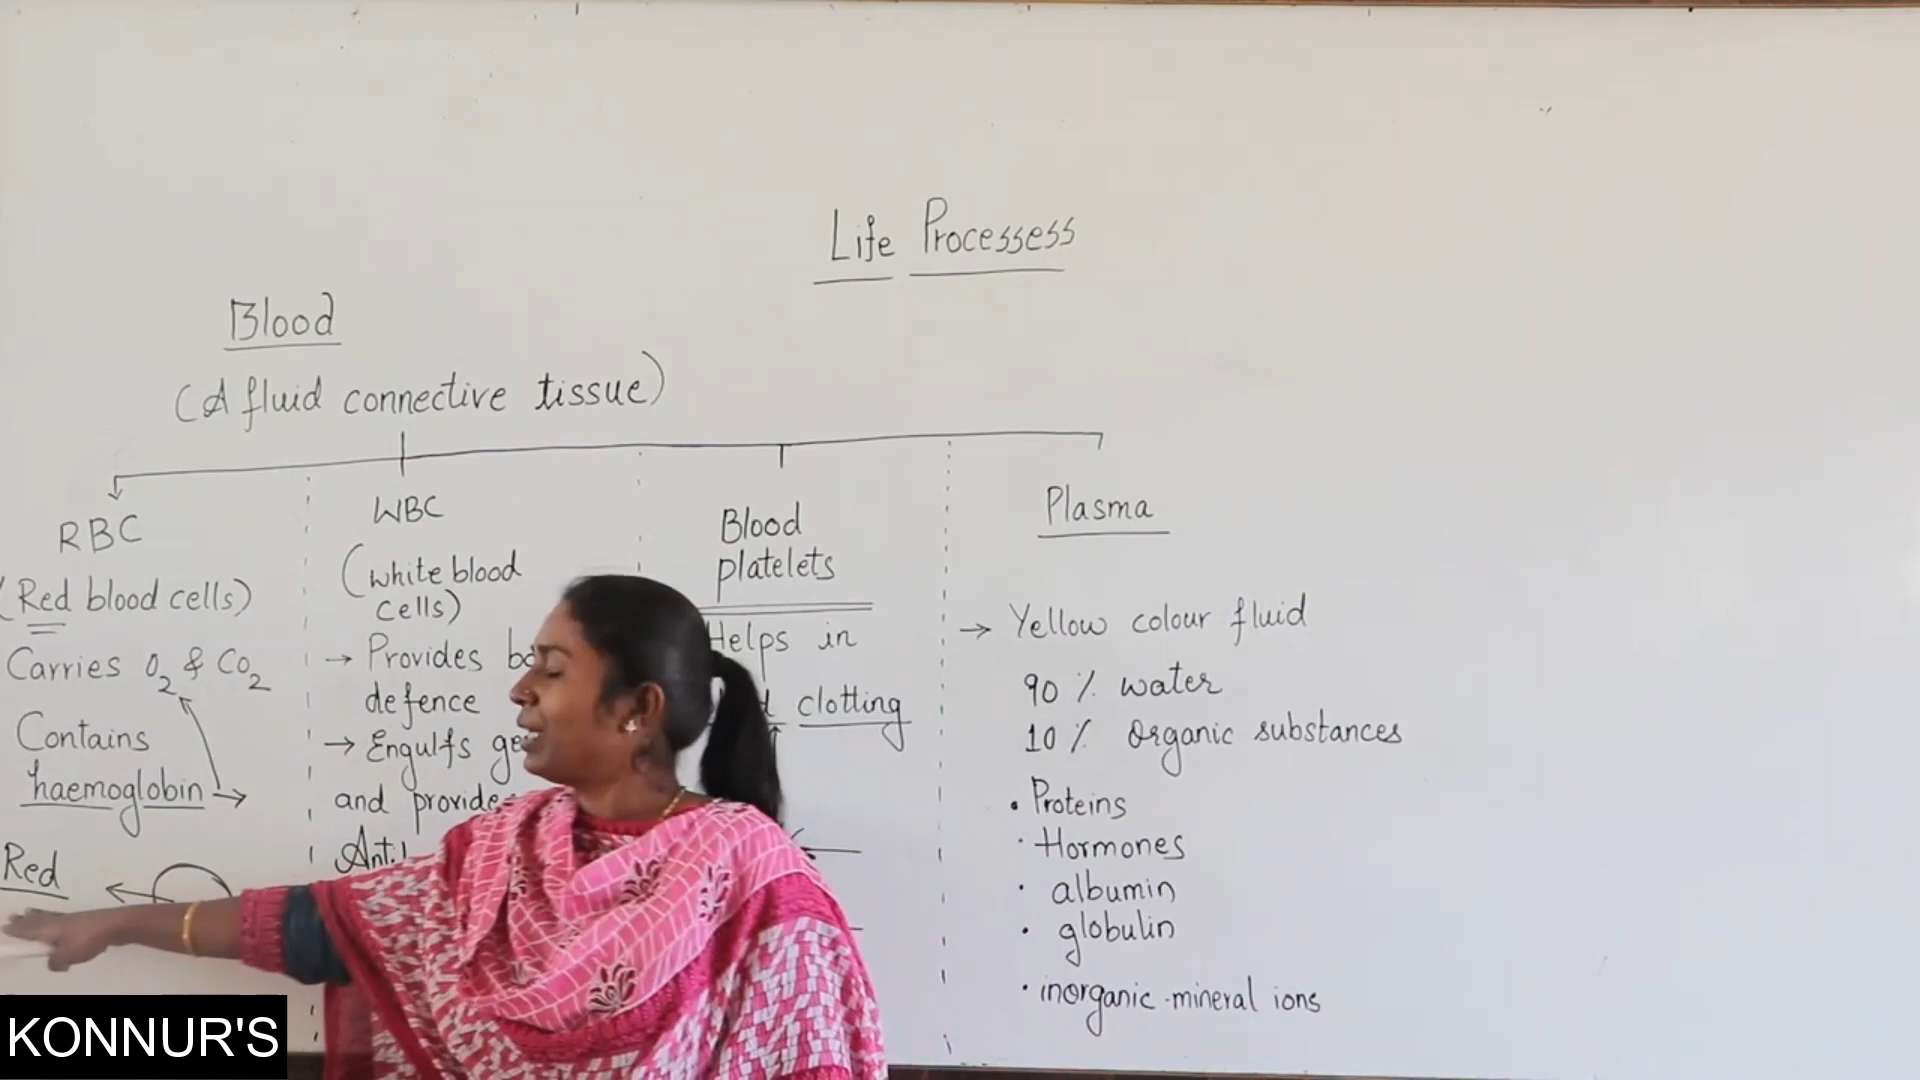 Life Processess
Blood
(A fluid connective tissue)
RBC
(Red blood cells)
Carries O2 & CO2
Contains
haemoglobin →
Red
WBC
(white blood
cells)
→ Provides
defence
→ Engulfs
and provide
Blood
platelets
Helps in
clotting
Plasma
→ Yellow colour fluid
90 % water
10 % organic substances
• Proteins
• Hormones
• albumin
• globulin
• inorganic mineral ions
KONNUR'S